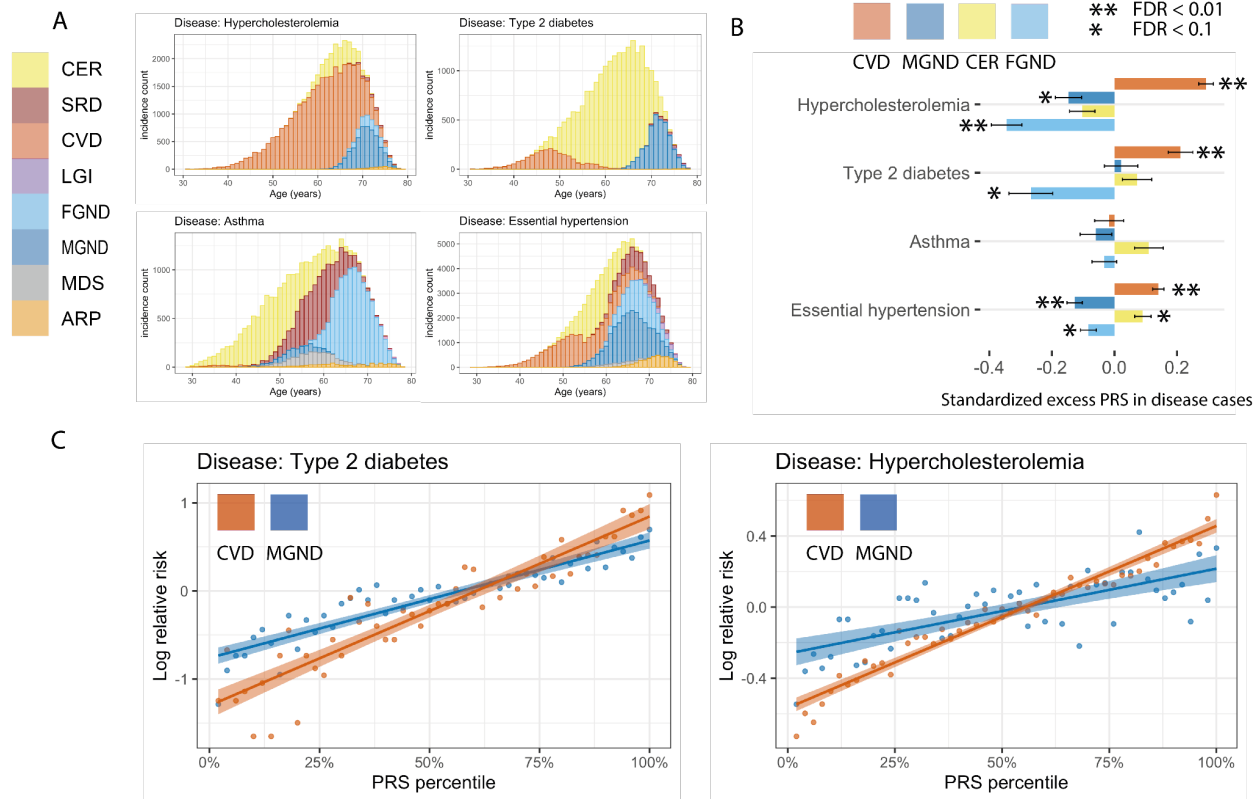 A
CER
SRD
CVD
LGI
FGND
MGND
MDS
ARP
Disease: Hypercholesterolemia
incidence count
2000
1500
1000
500
0
30 40 50 60 70 80
Age (years)
Disease: Type 2 diabetes
incidence count
1000
500
0
30 40 50 60 70 80
Age (years)
Disease: Asthma
incidence count
1000
500
0
30 40 50 60 70 80
Age (years)
Disease: Essential hypertension
incidence count
5000
4000
3000
2000
1000
0
30 40 50 60 70 80
Age (years)
B
CVD MGND CER FGND
** FDR < 0.01
* FDR < 0.1
Hypercholesterolemia
**
*
**
Type 2 diabetes
**
*
Asthma
Essential hypertension
**
**
*
*
-0.4 -0.2 0.0 0.2
Standardized excess PRS in disease cases
C
Disease: Type 2 diabetes
CVD MGND
Log relative risk
1
0
-1
0% 25% 50% 75% 100%
PRS percentile
Disease: Hypercholesterolemia
CVD MGND
Log relative risk
0.4
0.0
-0.4
0% 25% 50% 75% 100%
PRS percentile